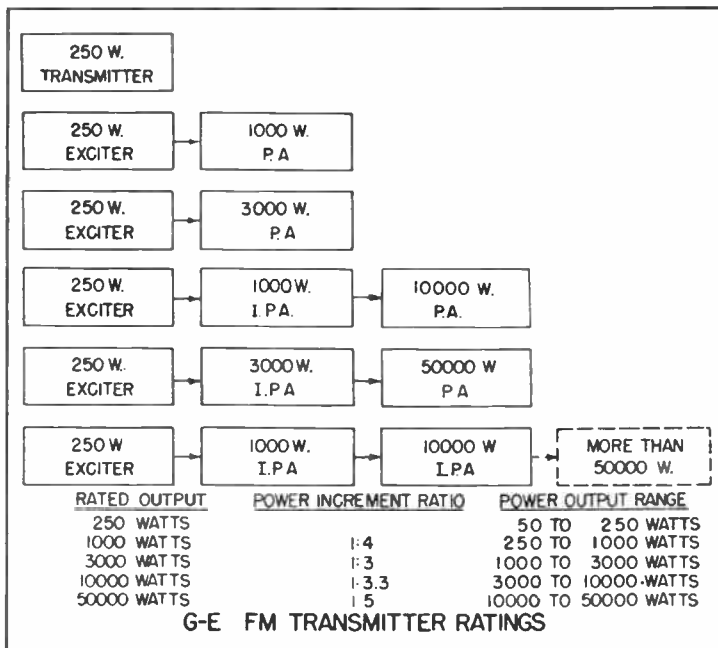 250 W.
TRANSMITTER
250 W. 1000 W.
EXCITER P.A
250 W. 3000 W.
EXCITER P.A
250 W. 1000 W. 10000 W.
EXCITER I.P.A. P.A.
250 W. 3000 W. 50000 W
EXCITER I.P.A P A
250 W 1000 W. 10000 W MORE THAN
EXCITER I.P.A I.P.A 50000 W.
RATED OUTPUT POWER INCREMENT RATIO POWER OUTPUT RANGE
250 WATTS 50 TO 250 WATTS
1000 WATTS 1:4 250 TO 1000 WATTS
3000 WATTS 1:3 1000 TO 3000 WATTS
10000 WATTS 1:3.3 3000 TO 10000 WATTS
50000 WATTS 1 5 10000 TO 50000 WATTS
G-E FM TRANSMITTER RATINGS